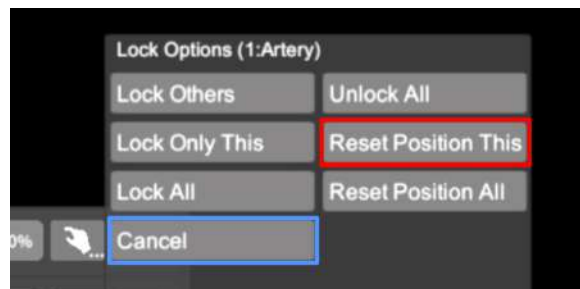 Lock Options (1:Artery)
Lock Others
Unlock All
Lock Only This
Reset Position This
Lock All
Reset Position All
0%
...
Cancel